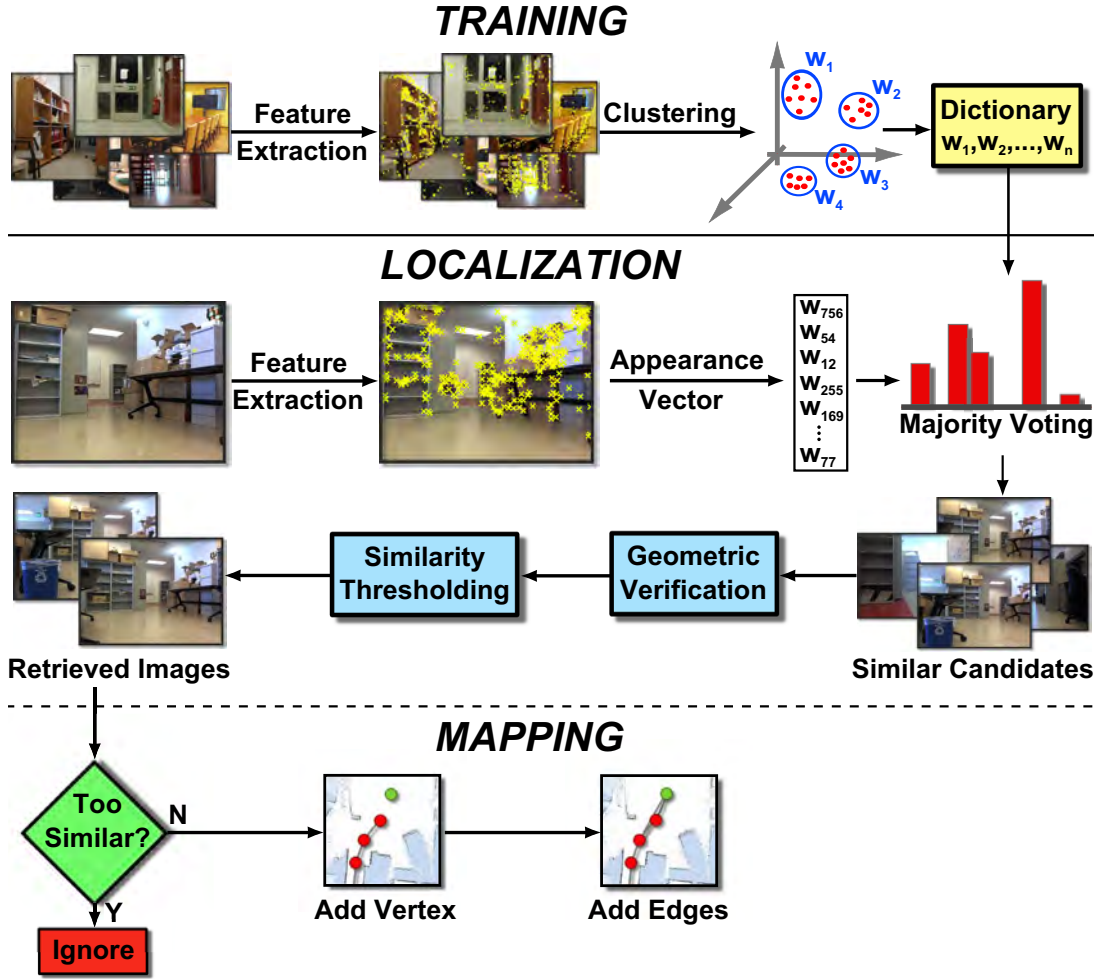 TRAINING
Feature
Extraction
Clustering
w1
w2
w3
w4
Dictionary
w1,w2,...,wn
LOCALIZATION
Feature
Extraction
Appearance
Vector
w756
w54
w12
w255
w169
⋮
w77
Majority Voting
Similarity
Thresholding
Geometric
Verification
Retrieved Images
Similar Candidates
MAPPING
Too
Similar?
N
Y
Ignore
Add Vertex
Add Edges